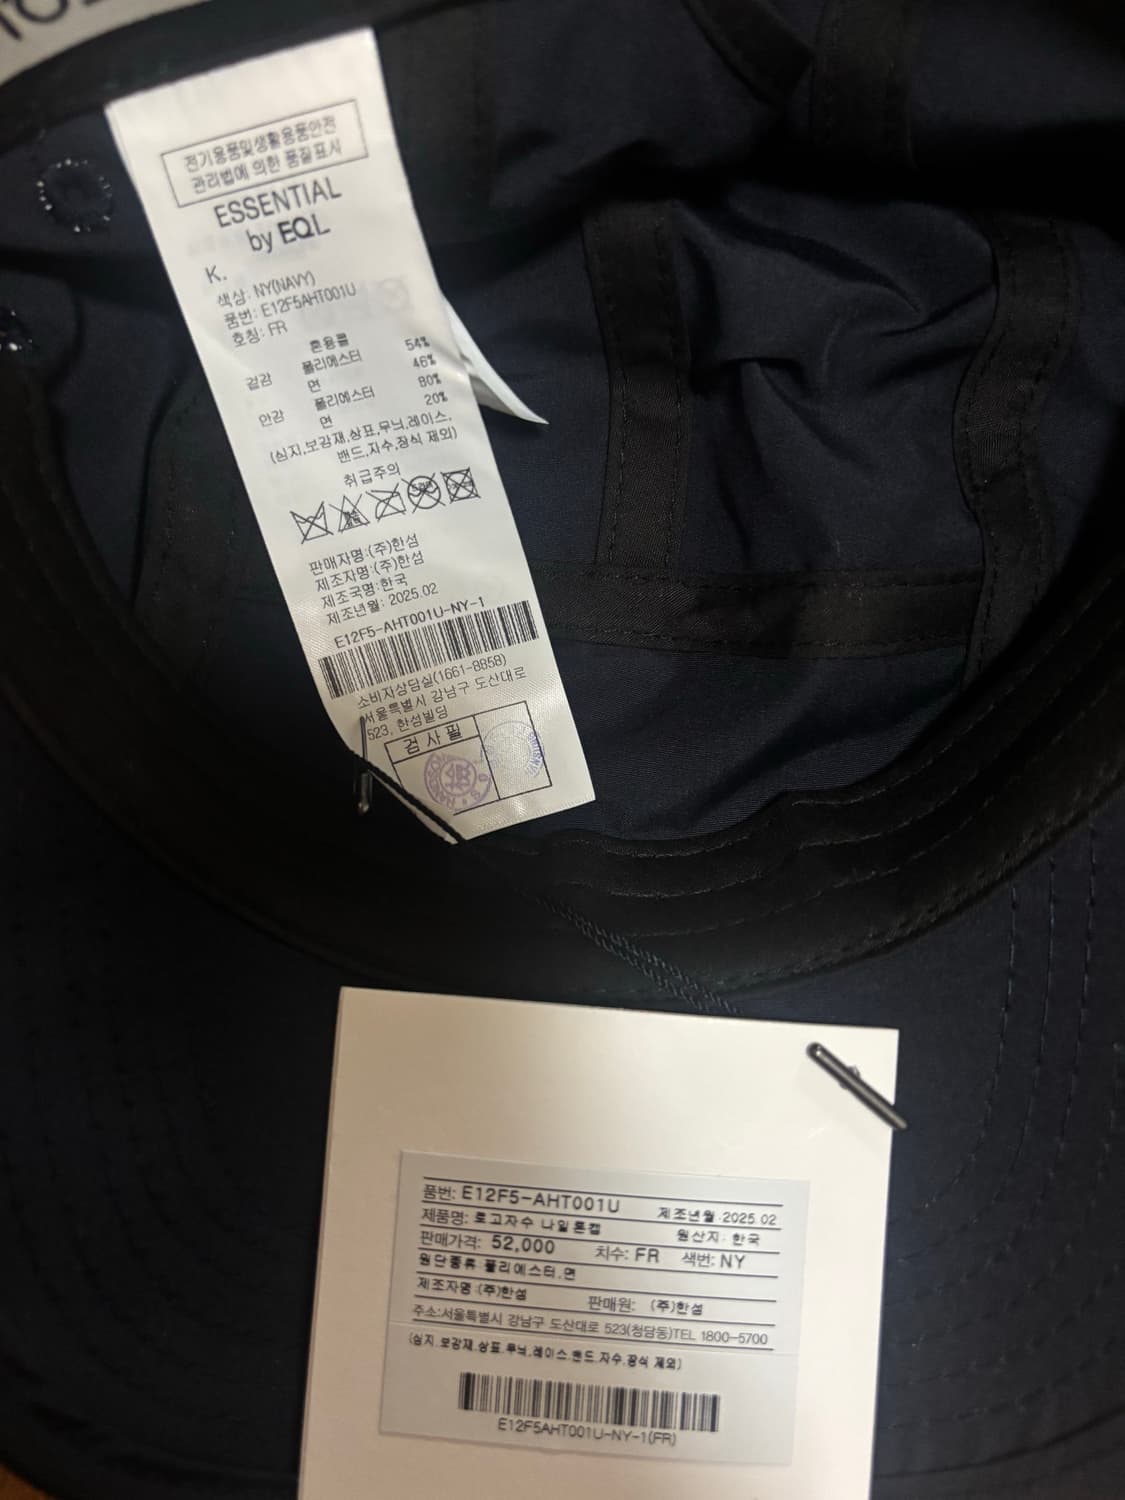 전기용품및생활용품안전
관리법에 의한 품질표시
ESSENTIAL
by EQL
K.
색상: NY(NAVY)
품번: E12F5AHT001U
호칭: FR
혼용률
겉감 폴리에스터 54%
면 46%
안감 폴리에스터 80%
면 20%
(심지,보강재,상표,무늬,레이스,
밴드,자수,장식 제외)
취급주의
판매자명:(주)한섬
제조자명:(주)한섬
제조국명:한국
제조년월: 2025.02
E12F5-AHT001U-NY-1
소비자상담실(1661-8858)
서울특별시 강남구 도산대로
523, 한섬빌딩
검사필
품번: E12F5-AHT001U 제조년월:2025.02
제품명: 로고자수 나일론캡 원산지: 한국
판매가격: 52,000 치수: FR 색번: NY
원단종류:폴리에스터,면
제조자명:(주)한섬 판매원: (주)한섬
주소:서울특별시 강남구 도산대로 523(청담동)TEL 1800-5700
(심지.보강재.상표.무늬.레이스.밴드.자수.장식 제외)
E12F5AHT001U-NY-1(FR)